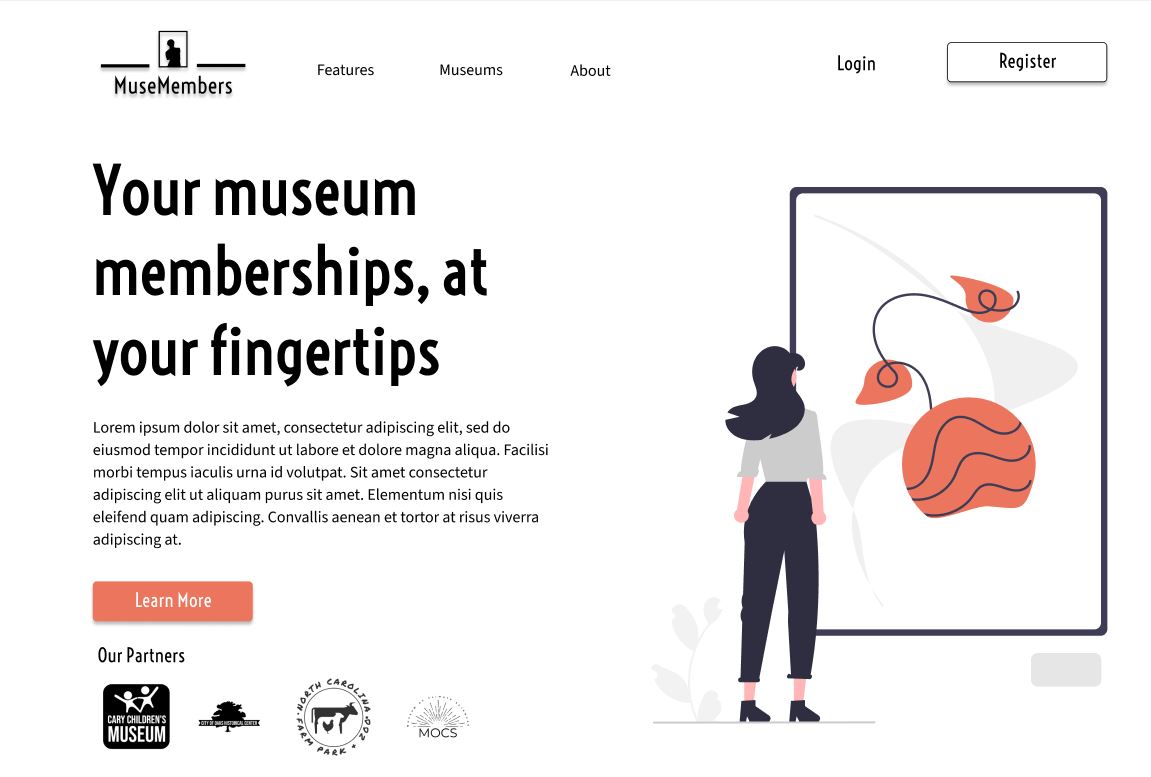 MuseMembers
Features
Museums
About
Login
Register
Your museum
memberships, at
your fingertips
Lorem ipsum dolor sit amet, consectetur adipiscing elit, sed do
eiusmod tempor incididunt ut labore et dolore magna aliqua. Facilisi
morbi tempus iaculis urna id volutpat. Sit amet consectetur
adipiscing elit ut aliquam purus sit amet. Elementum nisi quis
eleifend quam adipiscing. Convallis aenean et tortor at risus viverra
adipiscing at.
Learn More
Our Partners
CARY CHILDREN'S
MUSEUM
CITY OF OAKS HISTORICAL CENTER
NORTH CAROLINA
FARM PARK + ZOO
MOCS